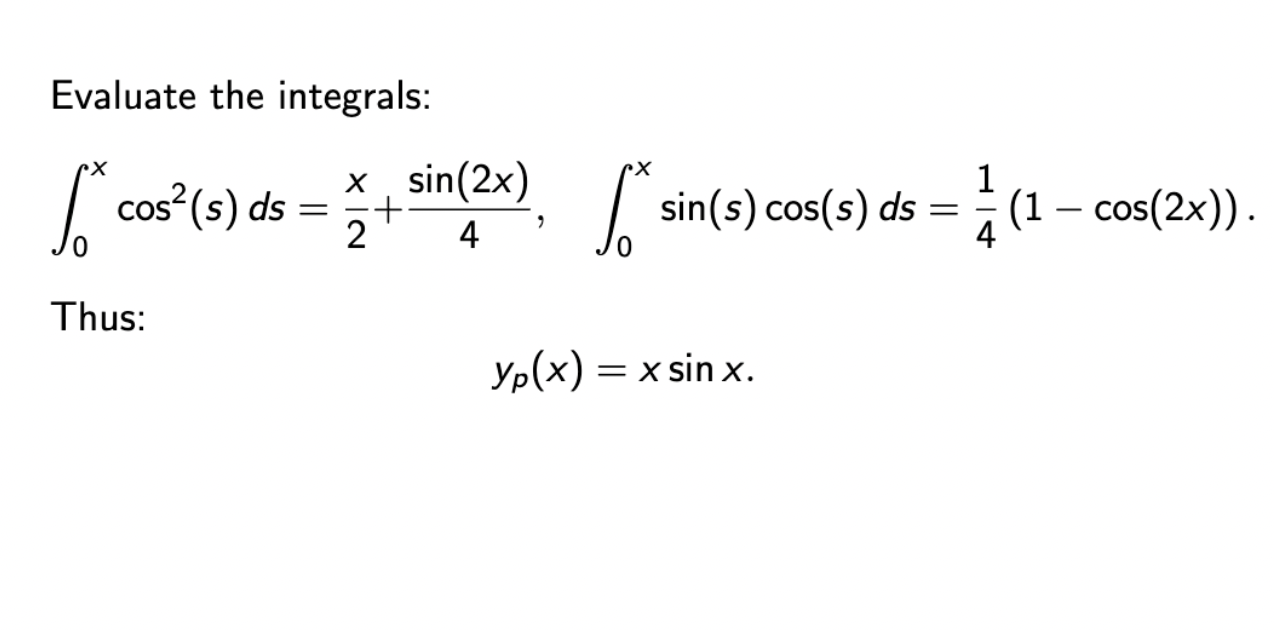 Evaluate the integrals:
∫₀ˣ cos²(s) ds = x/2 + sin(2x)/4,   ∫₀ˣ sin(s) cos(s) ds = 1/4 (1 − cos(2x)).
Thus:
yₚ(x) = x sin x.